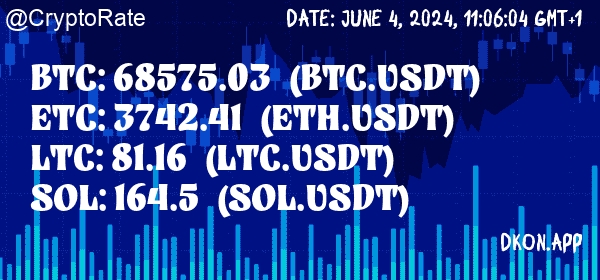 @CryptoRate
DATE: JUNE 4, 2024, 11:06:04 GMT+1
BTC: 68575.03 (BTC.USDT)
ETC: 3742.41 (ETH.USDT)
LTC: 81.16 (LTC.USDT)
SOL: 164.5 (SOL.USDT)
DKON.APP